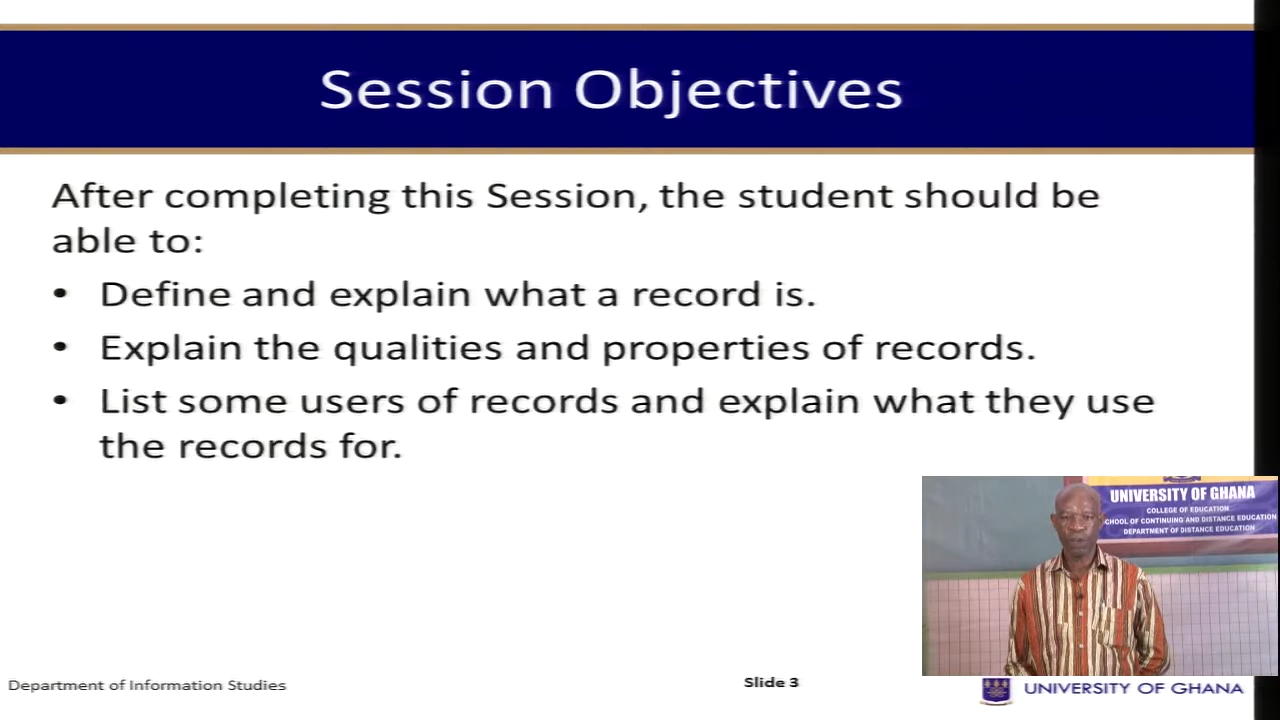 Session Objectives
After completing this Session, the student should be
able to:
• Define and explain what a record is.
• Explain the qualities and properties of records.
• List some users of records and explain what they use
the records for.
UNIVERSITY OF GHANA
COLLEGE OF EDUCATION
SCHOOL OF CONTINUING AND DISTANCE EDUCATION
DEPARTMENT OF DISTANCE EDUCATION
Department of Information Studies
Slide 3
UNIVERSITY OF GHANA